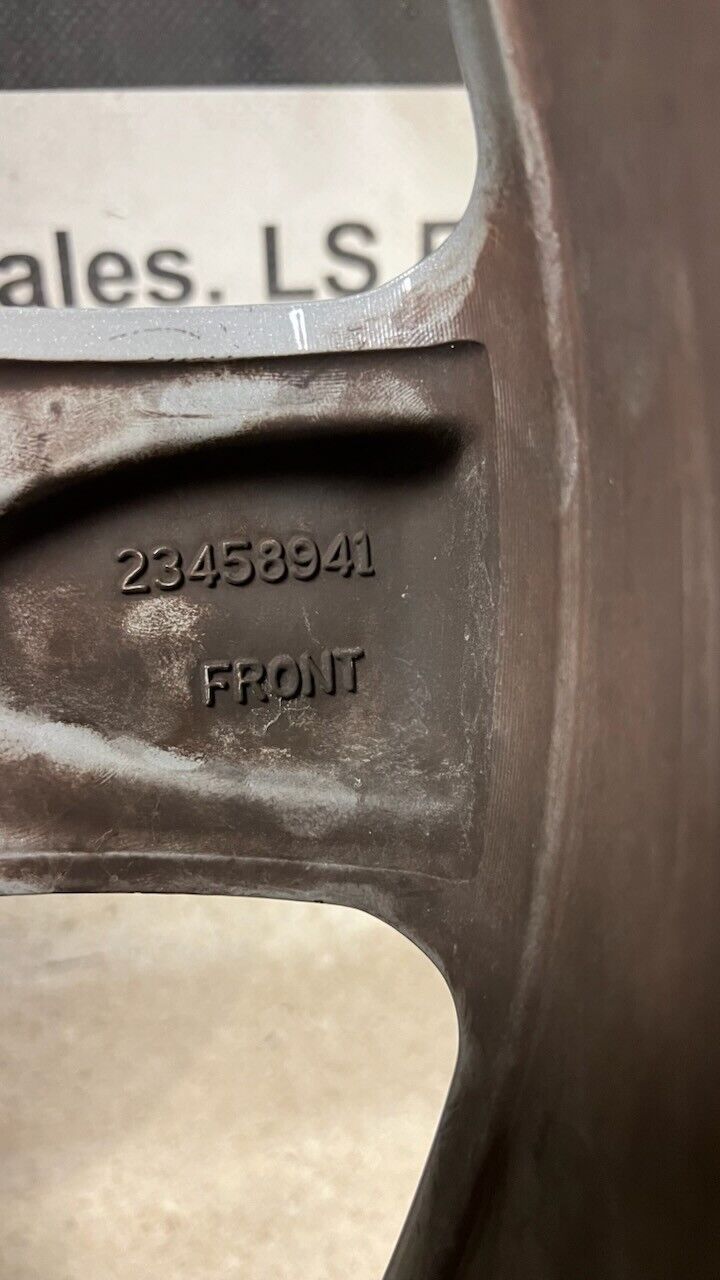 ales. LS
23458941
FRONT